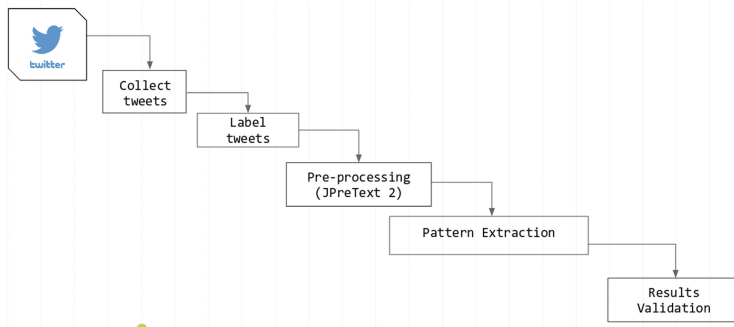 twitter
Collect
tweets
Label
tweets
Pre-processing
(JPreText 2)
Pattern Extraction
Results
Validation